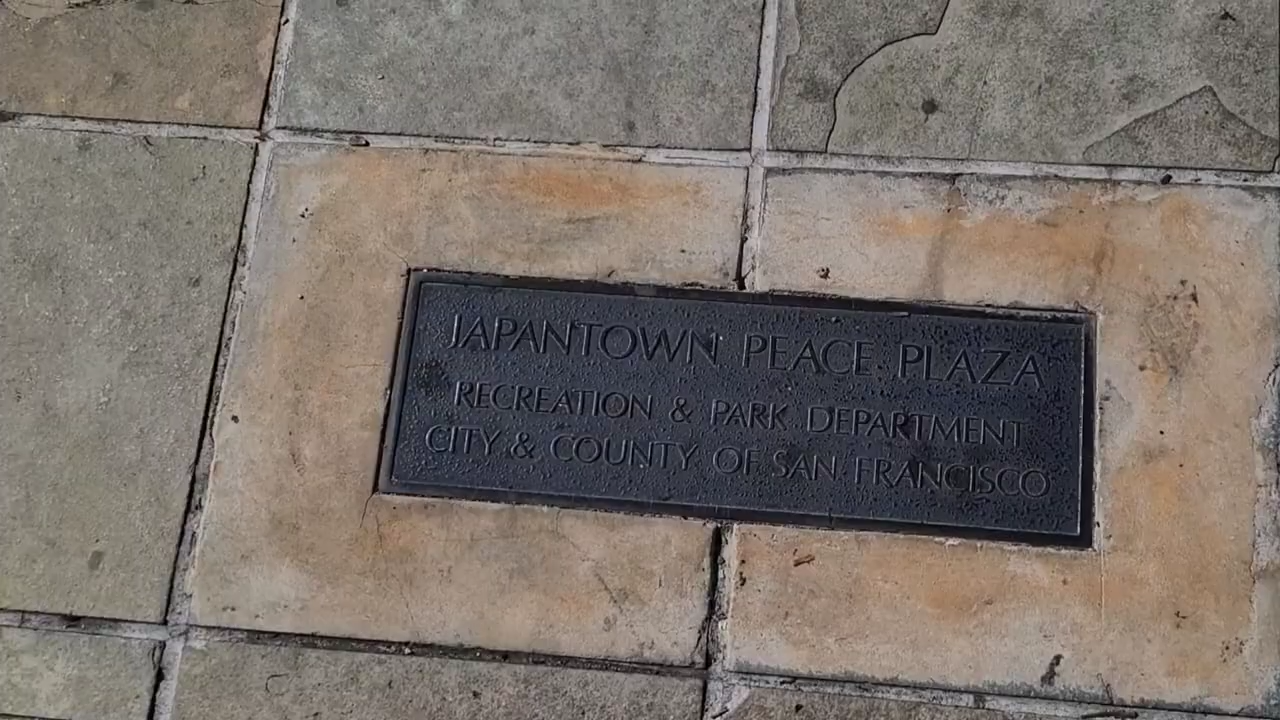 JAPANTOWN PEACE PLAZA
RECREATION & PARK DEPARTMENT
CITY & COUNTY OF SAN FRANCISCO